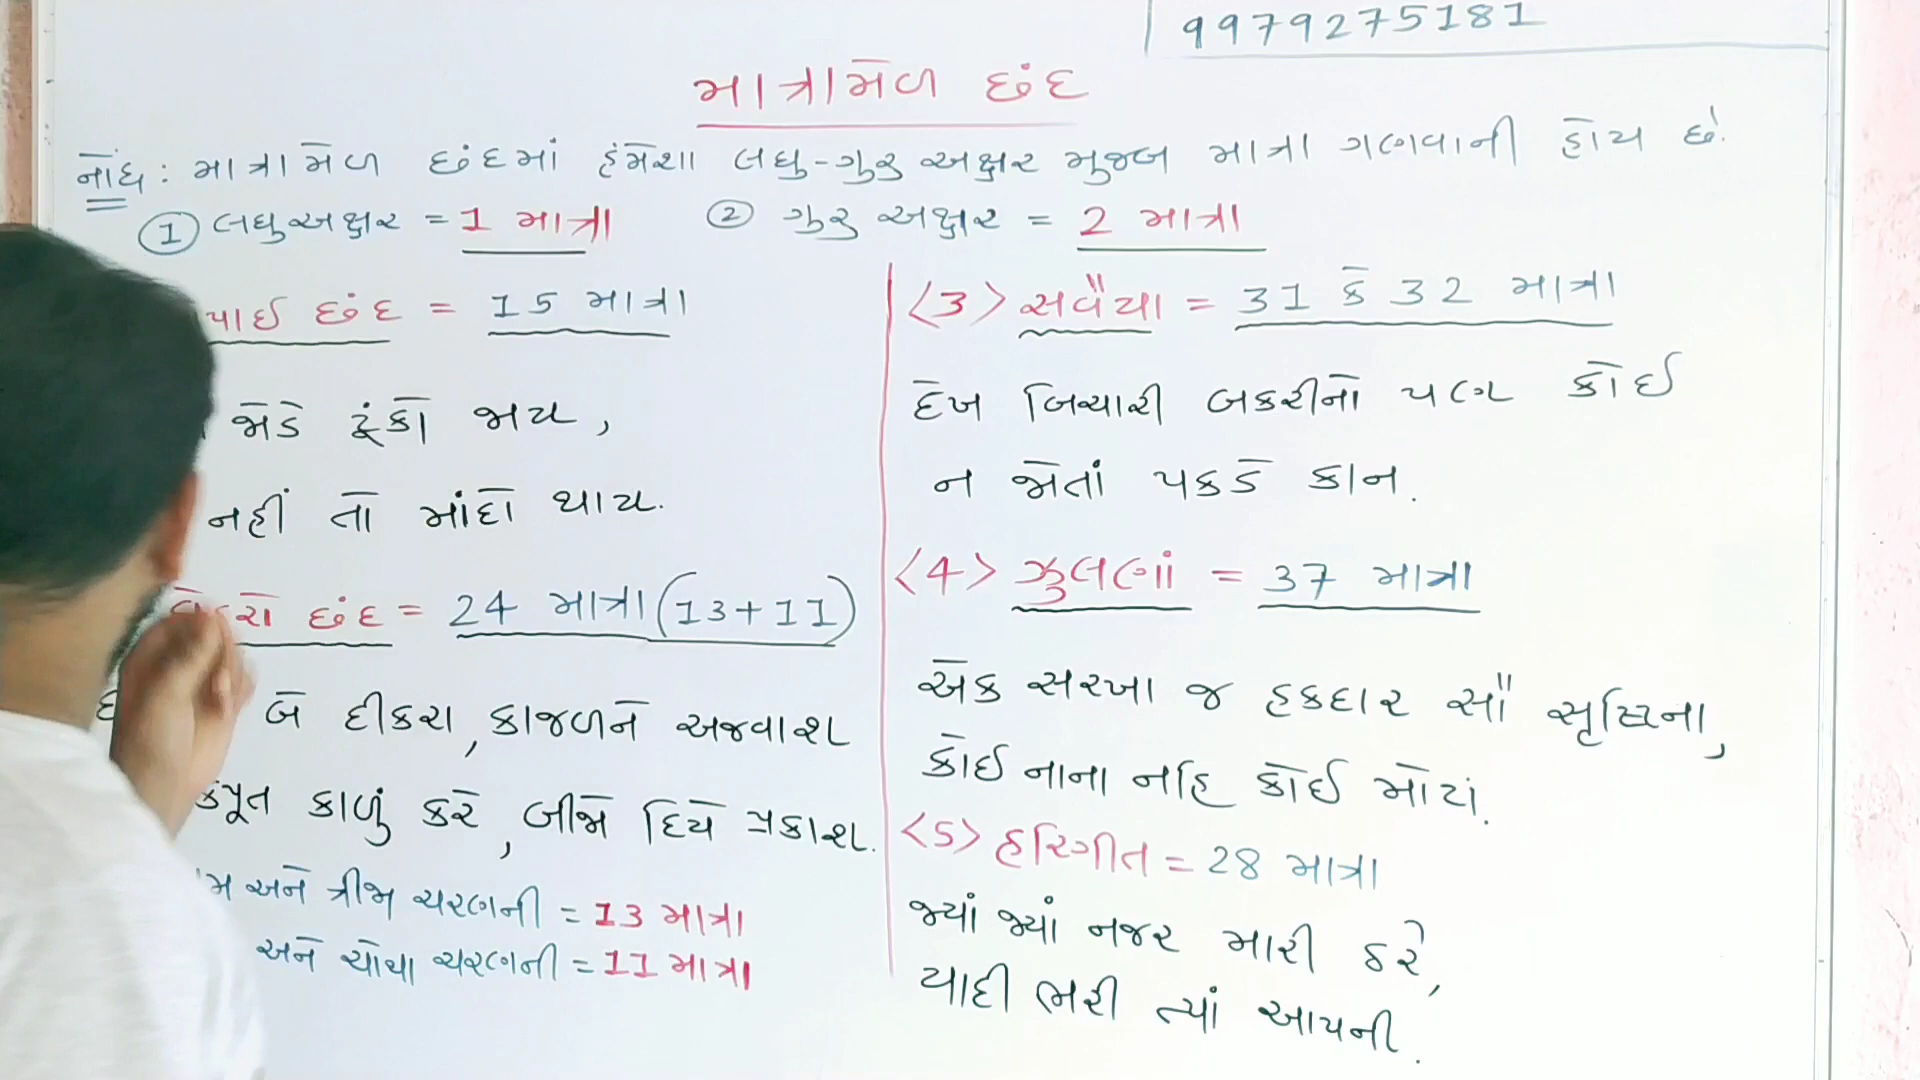 9979275181
માત્રામેળ છંદ
નોંધ : માત્રામેળ છંદમાં હંમેશા લઘુ-ગુરુ અક્ષર મુજબ માત્રા ગણવાની હોય છે.
① લઘુઅક્ષર = 1 માત્રા ② ગુરુ અક્ષર = 2 માત્રા
પાઈ છંદ = 15 માત્રા
જોડે ટૂંકો જાય,
નહીં તો માંદો થાય.
છંદ = 24 માત્રા (13+11)
બે દીકરા, કાજળને અજવાશ
કપૂત કાળું કરે, બીજો દિયે પ્રકાશ.
અને ત્રીજા ચરણની = 13 માત્રા
અને ચોથા ચરણની = 11 માત્રા
<3> સવૈયા = 31 કે 32 માત્રા
દેખ બિચારી બકરીનો પણ કોઈ
ન જોતાં પકડે કાન.
<4> ઝુલણાં = 37 માત્રા
એક સરખા જ હકદાર સૌ સૃષ્ટિના,
કોઈ નાના નહિ કોઈ મોટાં.
<5> હરિગીત = 28 માત્રા
જ્યાં જ્યાં નજર મારી ઠરે,
યાદી ભરી ત્યાં આપની.